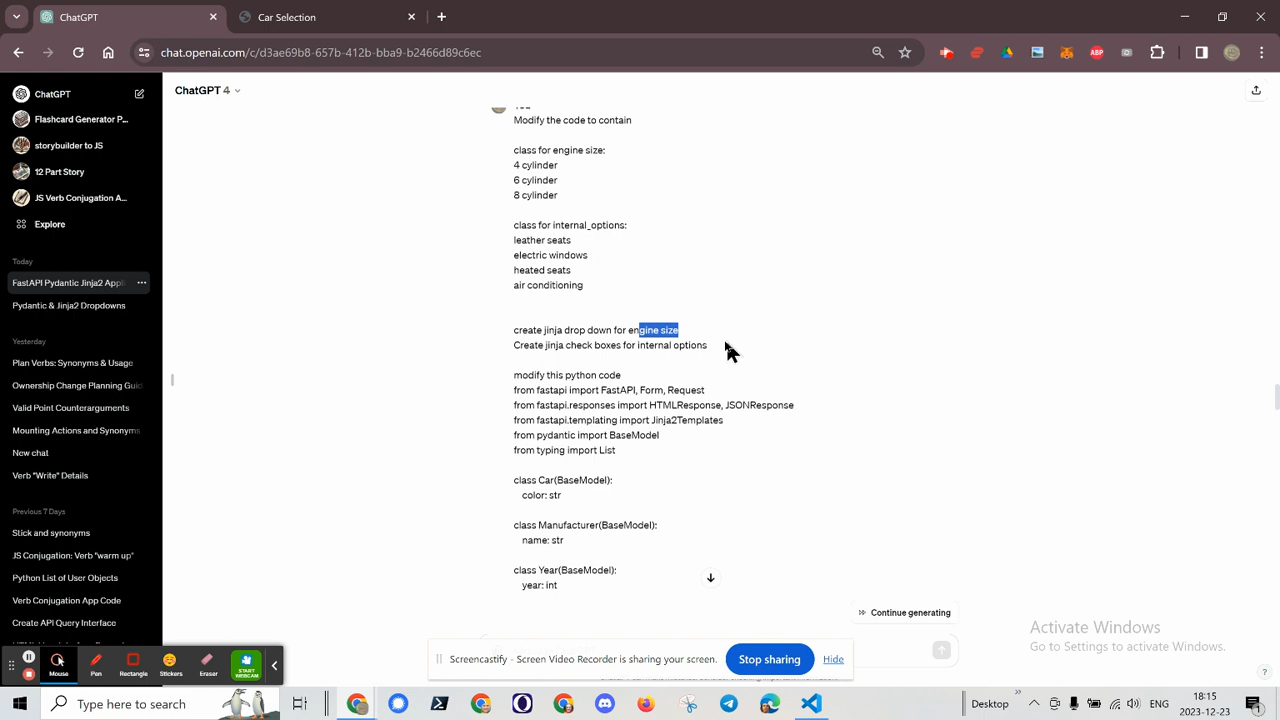 ChatGPT
Car Selection
chat.openai.com/c/d3ae69b8-657b-412b-bba9-b2466d89c6ec
ABP
ChatGPT
Flashcard Generator P...
storybuilder to JS
12 Part Story
JS Verb Conjugation A...
Explore
Today
FastAPI Pydantic Jinja2 Appli
Pydantic & Jinja2 Dropdowns
Yesterday
Plan Verbs: Synonyms & Usage
Ownership Change Planning Guid
Valid Point Counterarguments
Mounting Actions and Synonyms
New chat
Verb "Write" Details
Previous 7 Days
Stick and synonyms
JS Conjugation: Verb "warm up"
Python List of User Objects
Verb Conjugation App Code
Create API Query Interface
ChatGPT 4
You
Modify the code to contain
class for engine size:
4 cylinder
6 cylinder
8 cylinder
class for internal_options:
leather seats
electric windows
heated seats
air conditioning
create jinja drop down for engine size
Create jinja check boxes for internal options
modify this python code
from fastapi import FastAPI, Form, Request
from fastapi.responses import HTMLResponse, JSONResponse
from fastapi.templating import Jinja2Templates
from pydantic import BaseModel
from typing import List
class Car(BaseModel):
color: str
class Manufacturer(BaseModel):
name: str
class Year(BaseModel):
year: int
Continue generating
Activate Windows
Go to Settings to activate Windows.
Screencastify - Screen Video Recorder is sharing your screen.
Stop sharing
Hide
Mouse
Pen
Rectangle
Stickers
Eraser
START
WEBCAM
Type here to search
Desktop
ENG
18:15
2023-12-23